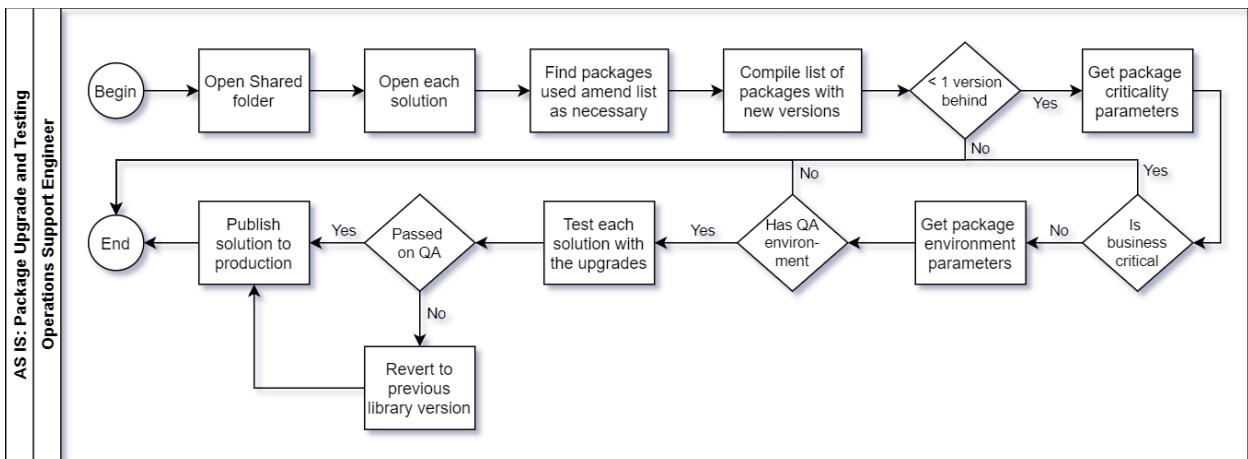 AS IS: Package Upgrade and Testing
Operations Support Engineer
Begin
Open Shared
folder
Open each
solution
Find packages
used amend list
as necessary
Compile list of
packages with
new versions
< 1 version
behind
Yes
Get package
criticality
parameters
No
No
Yes
End
Publish
solution to
production
Yes
Passed
on QA
Test each
solution with
the upgrades
Yes
Has QA
environ-
ment
Get package
environment
parameters
No
Is
business
critical
No
Revert to
previous
library version